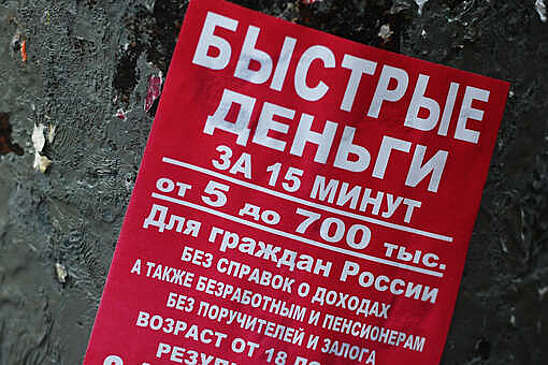 БЫСТРЫЕ
ДЕНЬГИ
ЗА 15 МИНУТ
от 5 до 700 тыс.
Для граждан России
БЕЗ СПРАВОК О ДОХОДАХ
А ТАКЖЕ БЕЗРАБОТНЫМ И ПЕНСИОНЕРАМ
БЕЗ ПОРУЧИТЕЛЕЙ И ЗАЛОГА
ВОЗРАСТ ОТ 18 ДО